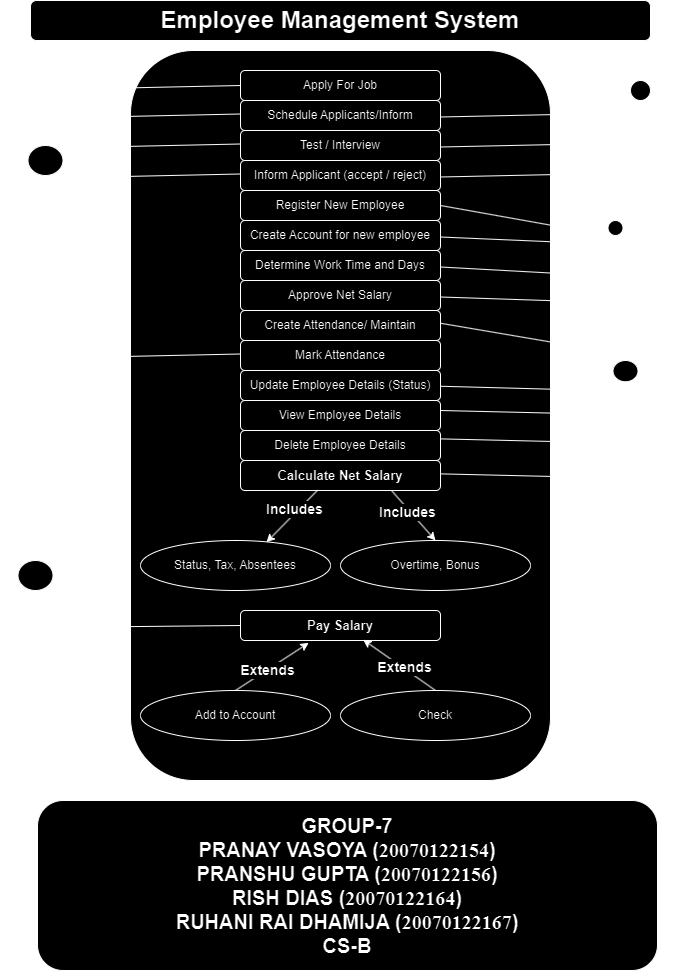 Employee Management System
Apply For Job
Schedule Applicants/Inform
Test / Interview
Inform Applicant (accept / reject)
Register New Employee
Create Account for new employee
Determine Work Time and Days
Approve Net Salary
Create Attendance/ Maintain
Mark Attendance
Update Employee Details (Status)
View Employee Details
Delete Employee Details
Calculate Net Salary
Includes
Includes
Status, Tax, Absentees
Overtime, Bonus
Pay Salary
Extends
Extends
Add to Account
Check
GROUP-7
PRANAY VASOYA (20070122154)
PRANSHU GUPTA (20070122156)
RISH DIAS (20070122164)
RUHANI RAI DHAMIJA (20070122167)
CS-B